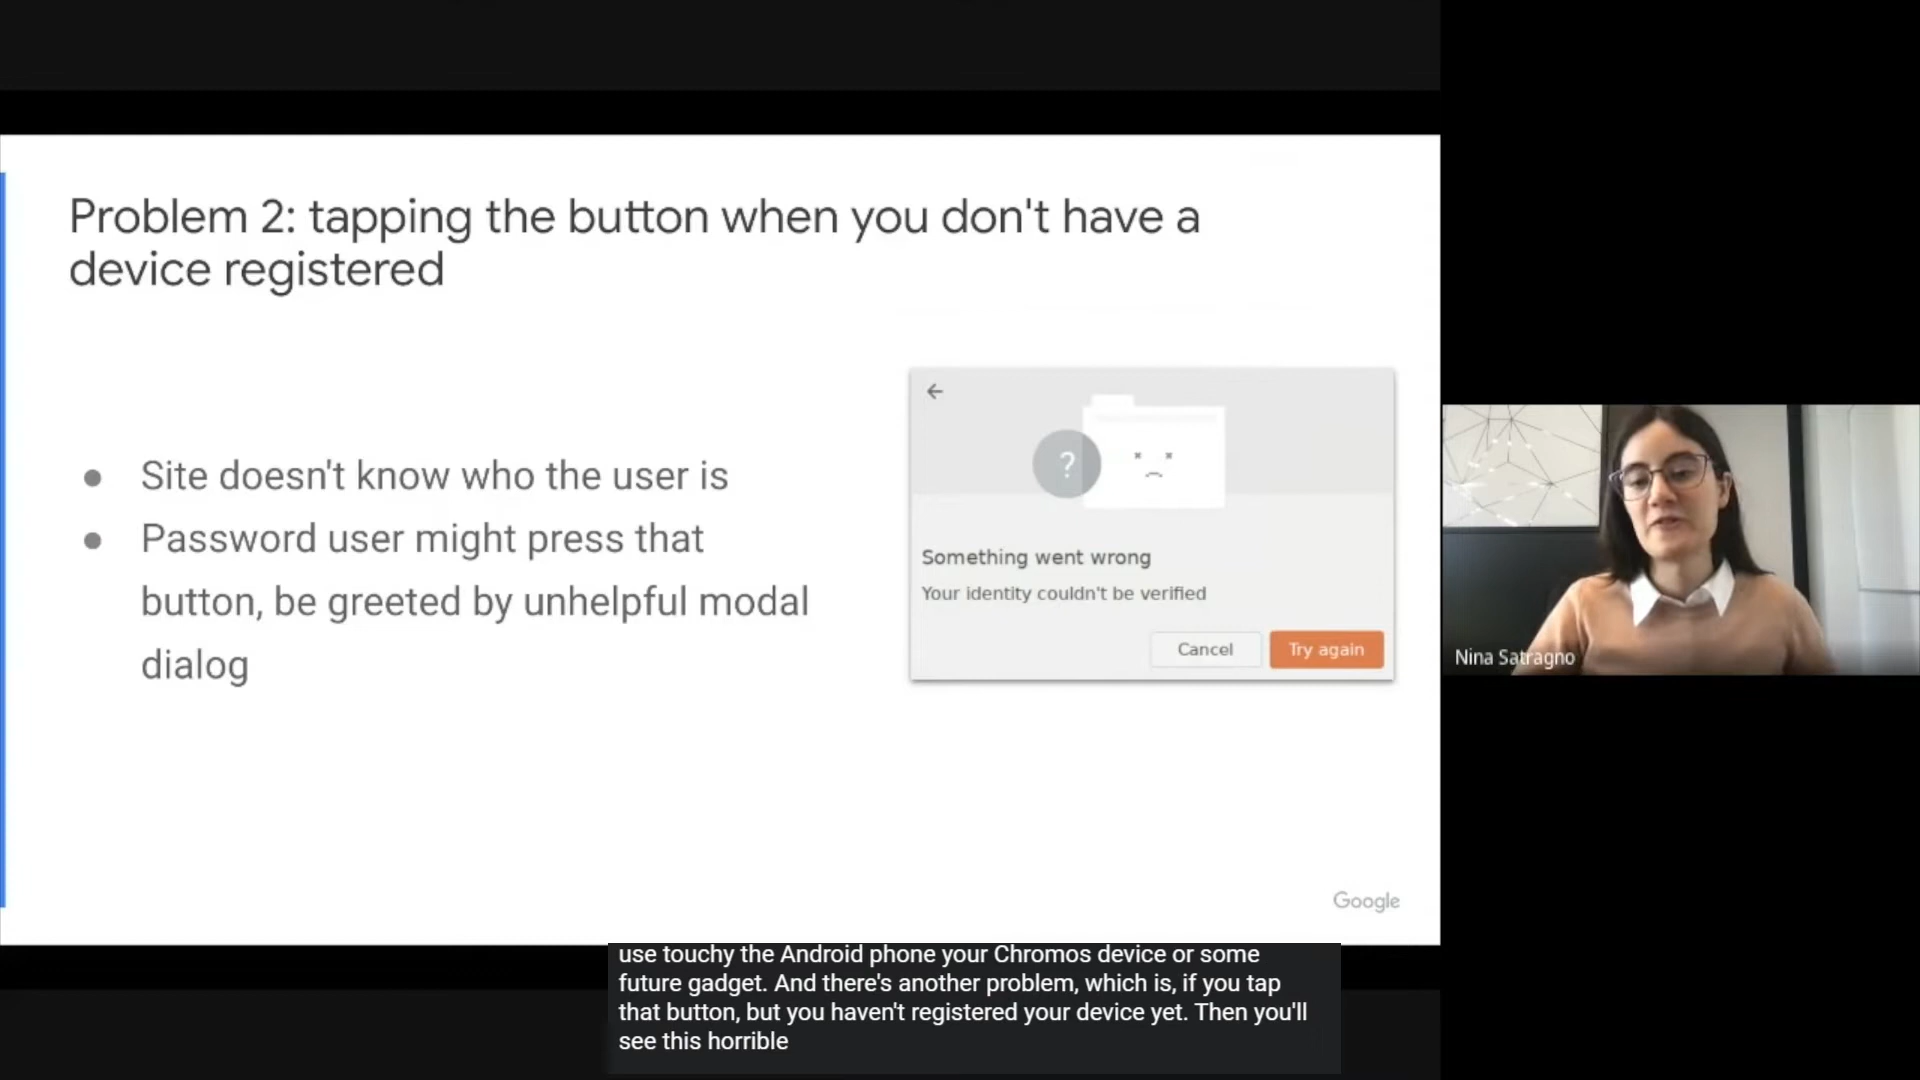 Problem 2: tapping the button when you don't have a
device registered
● Site doesn't know who the user is
● Password user might press that
button, be greeted by unhelpful modal
dialog
?
Something went wrong
Your identity couldn't be verified
Cancel
Try again
Google
Nina Satragno
use touchy the Android phone your Chromos device or some
future gadget. And there's another problem, which is, if you tap
that button, but you haven't registered your device yet. Then you'll
see this horrible